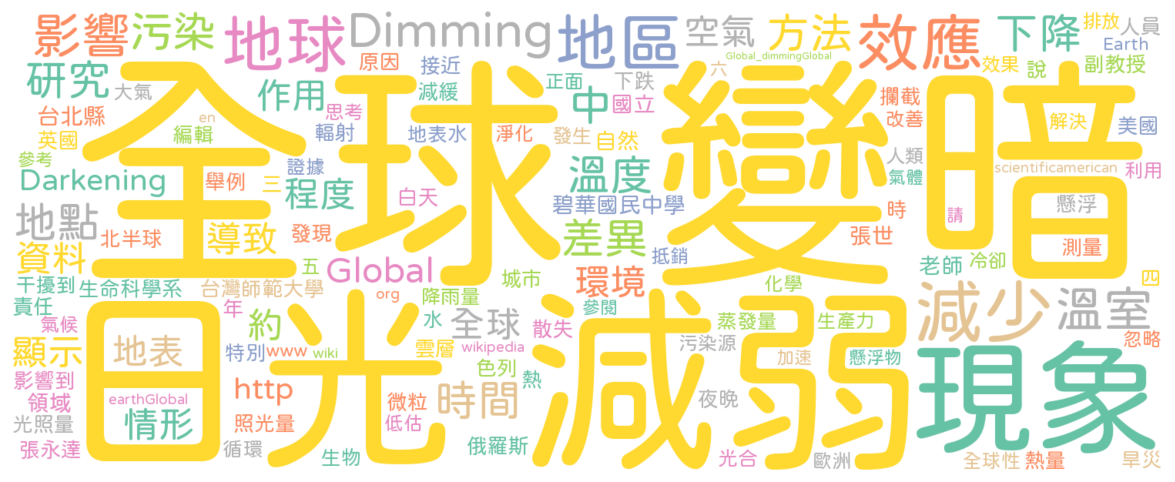 影響
污染
地球
Dimming
地區
空氣
方法
效應
下降
排放
人員
Earth
研究
大氣
原因
接近
Global_dimmingGlobal
效果
說
副教授
全球變暗
作用
思考
減緩
正面
下跌
中
國立
六
攔截
改善
解決
美國
台北縣
英國
編輯
en
輻射
地表水
淨化
發生
自然
人類
氣體
scientificamerican
利用
參考
Darkening
舉例
三
證據
程度
白天
溫度
碧華國民中學
時
懸浮
請
地點
北半球
導致
發現
差異
抵銷
張世
測量
資料
五
Global
城市
環境
化學
老師
冷卻
四
干擾到
生命科學系
台灣師範大學
org
降雨量
參閱
責任
年
日光減弱
減少
溫室
氣候
約
水
全球
散失
蒸發量
生產力
顯示
地表
特別
www
wiki
雲層
wikipedia
污染源
忽略
影響到
色列
熱
加速
懸浮物
現象
領域
earthGlobal
http
微粒
時間
夜晚
光照量
情形
照光量
低估
張永達
循環
生物
俄羅斯
光合
歐洲
全球性
熱量
旱災